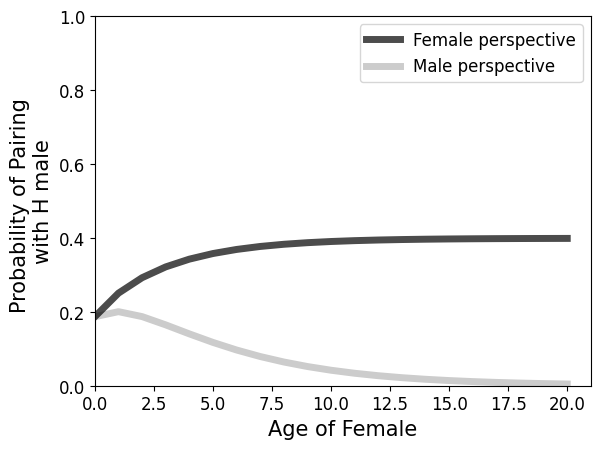 Female perspective
Male perspective
Probability of Pairing
with H male
1.0
0.8
0.6
0.4
0.2
0.0
0.0 2.5 5.0 7.5 10.0 12.5 15.0 17.5 20.0
Age of Female